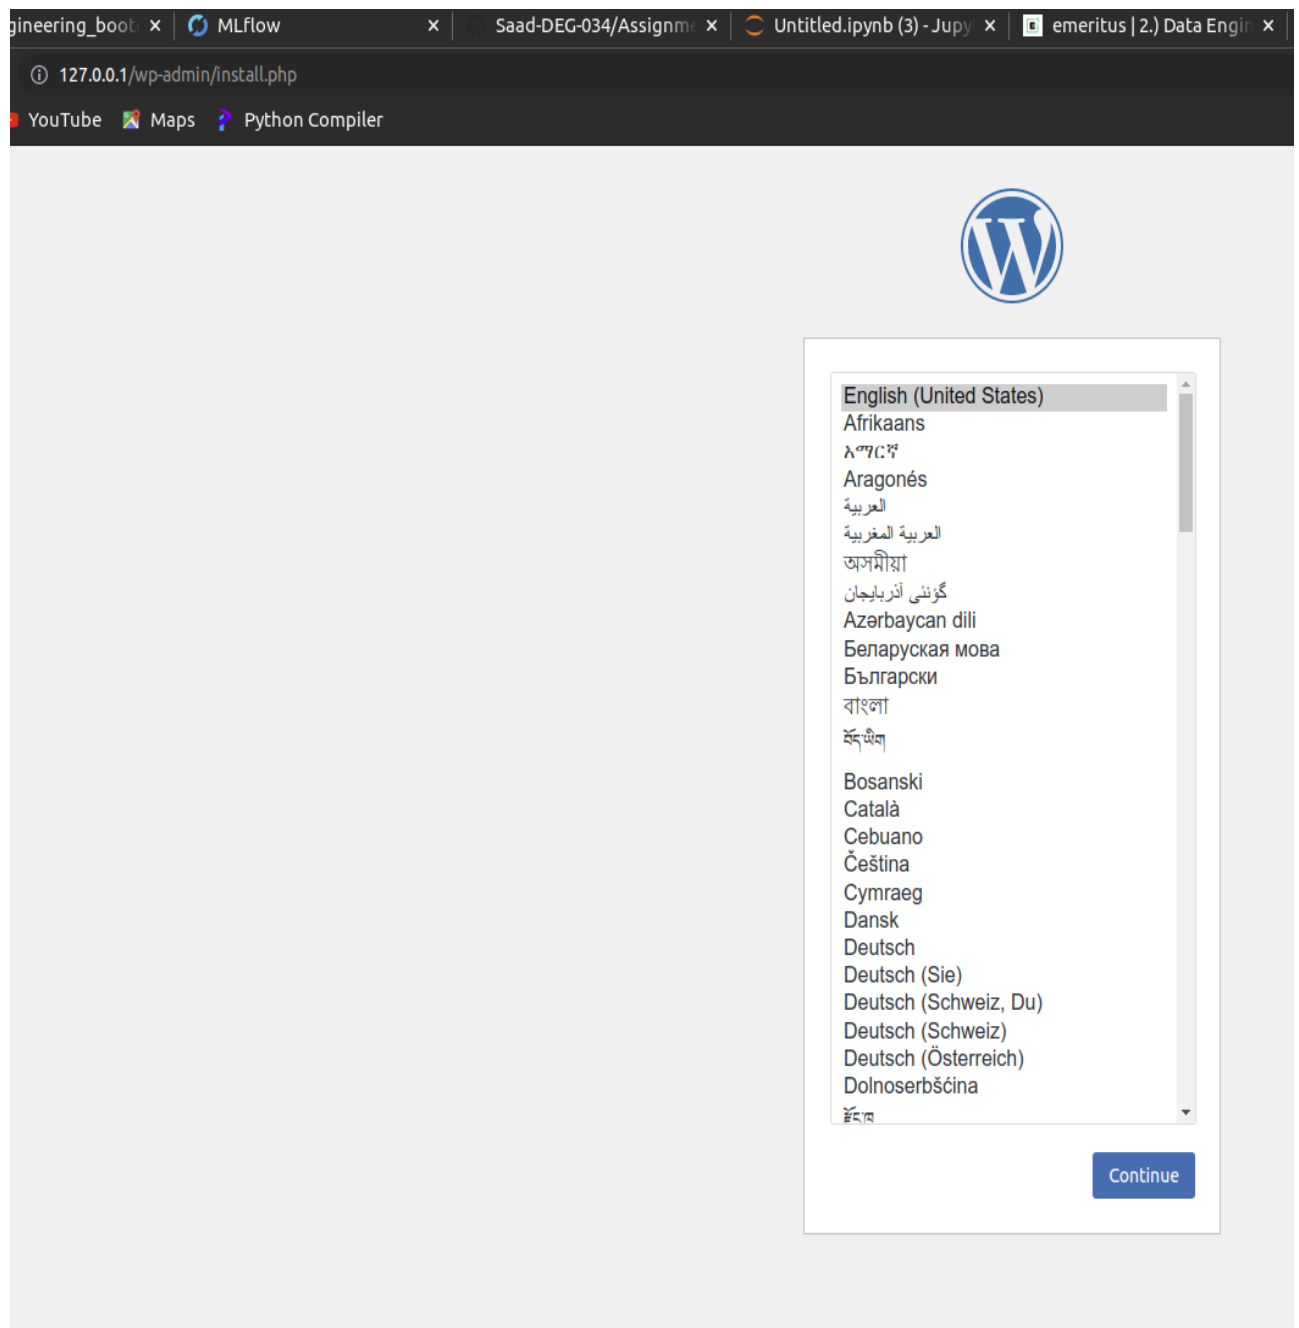 gineering_boot
MLflow
Saad-DEG-034/Assignme
Untitled.ipynb (3) - Jupy
emeritus | 2.) Data Engin
127.0.0.1/wp-admin/install.php
YouTube
Maps
Python Compiler
English (United States)
Afrikaans
አማርኛ
Aragonés
العربية
العربية المغربية
অসমীয়া
گؤنئی آذربایجان
Azərbaycan dili
Беларуская мова
Български
বাংলা
བོད་ཡིག
Bosanski
Català
Cebuano
Čeština
Cymraeg
Dansk
Deutsch
Deutsch (Sie)
Deutsch (Schweiz, Du)
Deutsch (Schweiz)
Deutsch (Österreich)
Dolnoserbšćina
རྫོང་ཁ
Continue